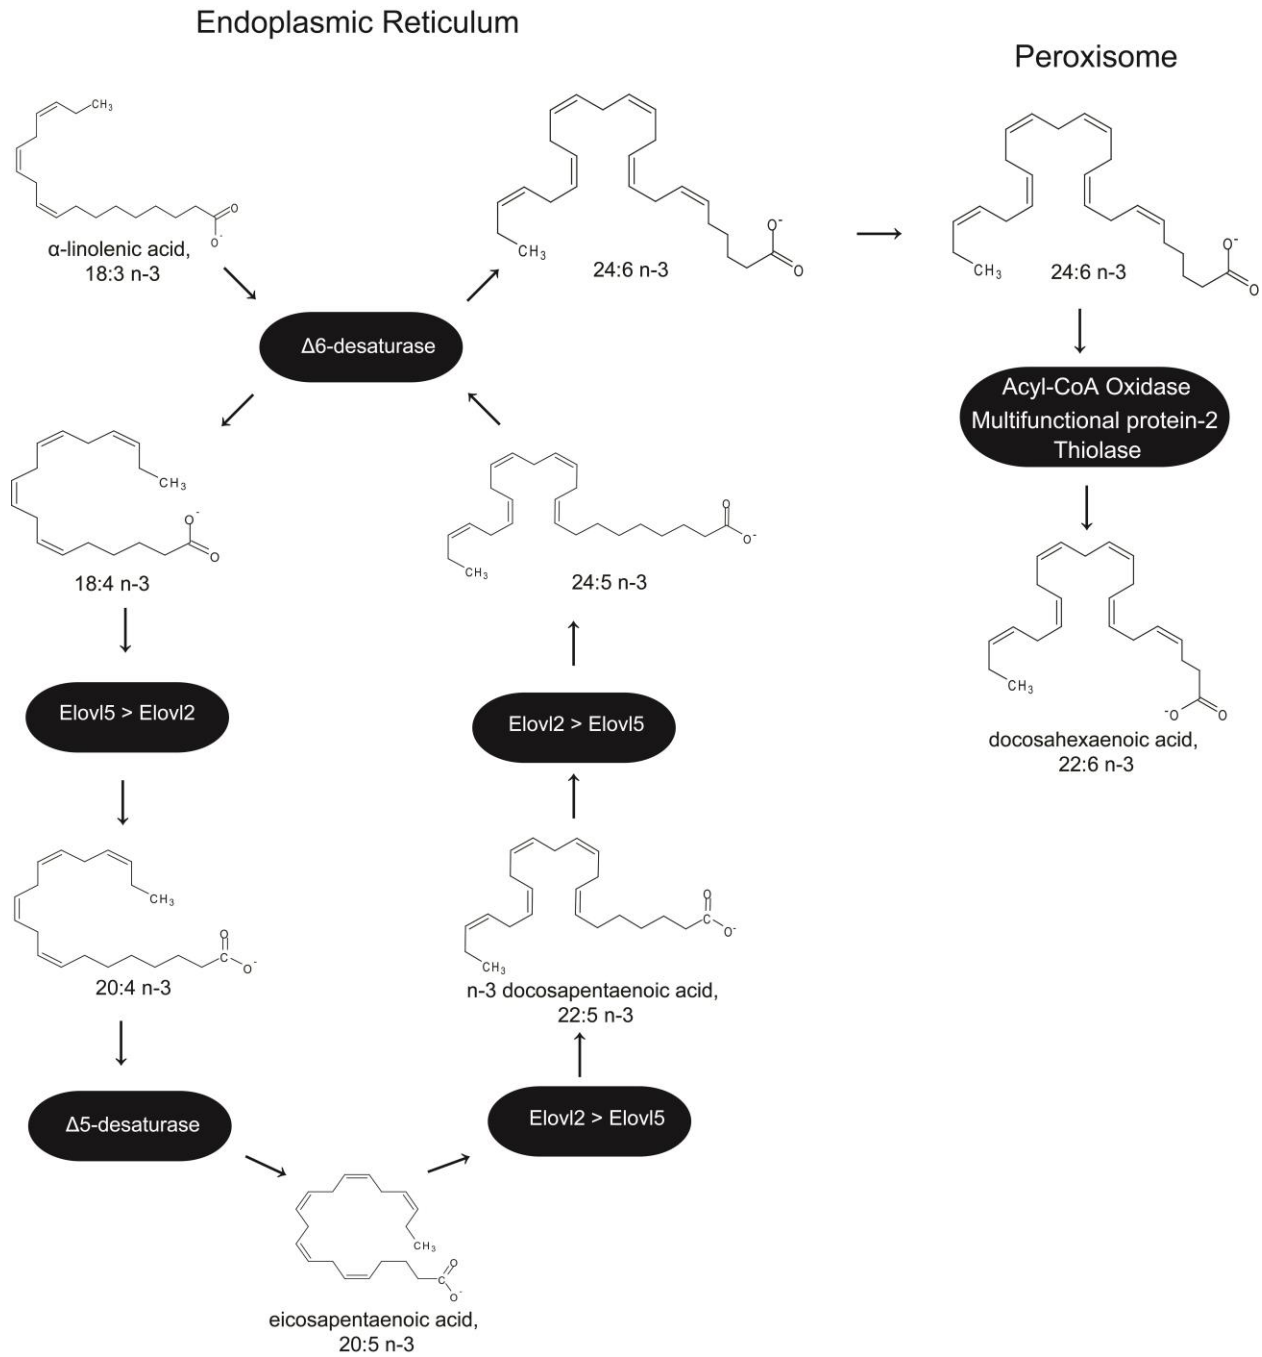 Endoplasmic Reticulum
Peroxisome
CH3
O
O-
α-linolenic acid,
18:3 n-3
CH3
O-
O
24:6 n-3
CH3
O-
O
24:6 n-3
Δ6-desaturase
Acyl-CoA Oxidase
Multifunctional protein-2
Thiolase
CH3
O-
O
18:4 n-3
CH3
O
O-
24:5 n-3
CH3
-O
O
docosahexaenoic acid,
22:6 n-3
Elovl5 > Elovl2
Elovl2 > Elovl5
CH3
O
C
O-
20:4 n-3
CH3
O
C
O-
n-3 docosapentaenoic acid,
22:5 n-3
Δ5-desaturase
Elovl2 > Elovl5
CH3
O
C
O-
eicosapentaenoic acid,
20:5 n-3